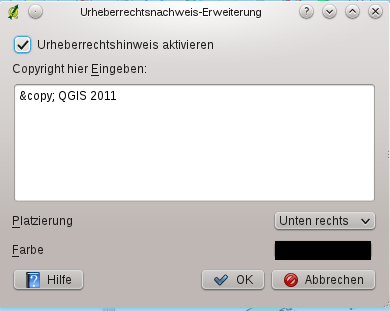 Urheberrechtsnachweis-Erweiterung
Urheberrechtshinweis aktivieren
Copyright hier Eingeben:
&copy; QGIS 2011
Platzierung Unten rechts
Farbe
Hilfe OK Abbrechen